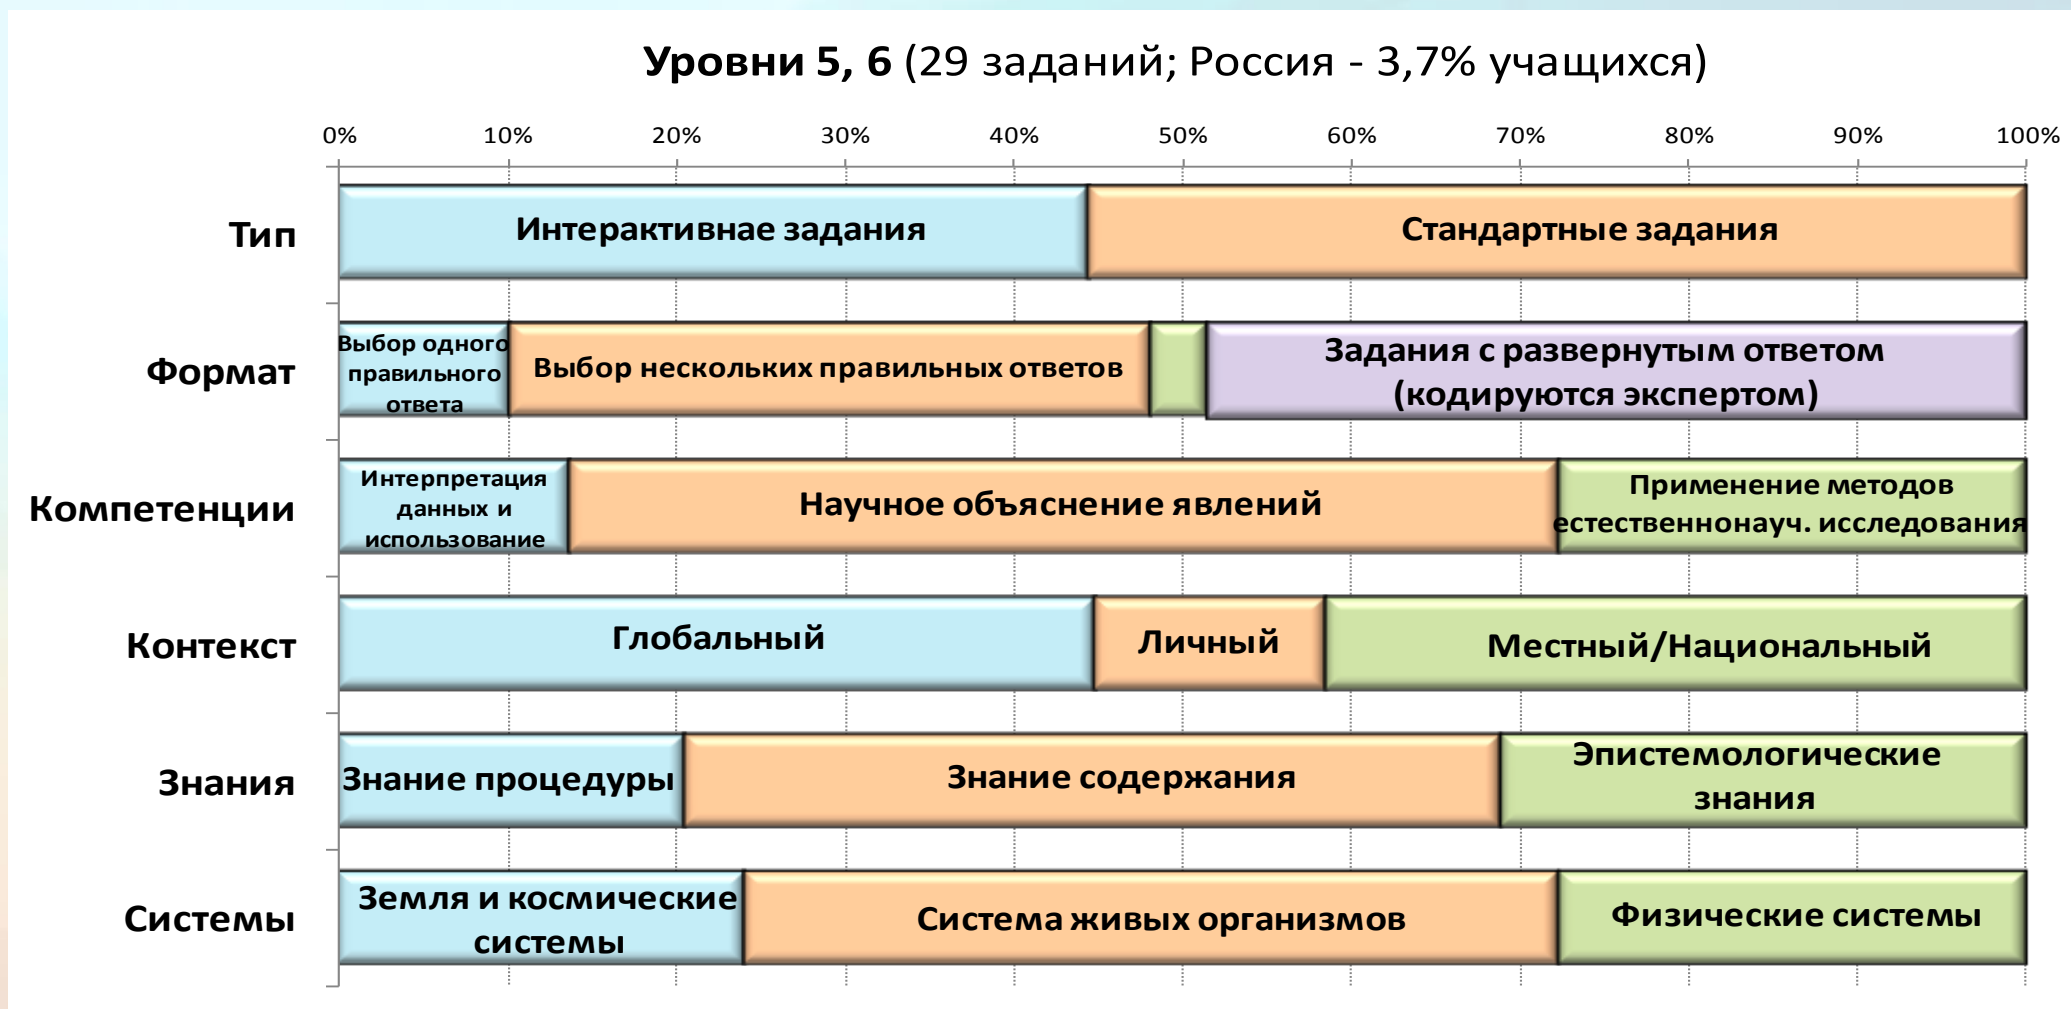 Уровни 5, 6 (29 заданий; Россия - 3,7% учащихся)
0% 10% 20% 30% 40% 50% 60% 70% 80% 90% 100%
Тип
Интерактивнае задания
Стандартные задания
Формат
Выбор одного
правильного
ответа
Выбор нескольких правильных ответов
Задания с развернутым ответом
(кодируются экспертом)
Компетенции
Интерпретация
данных и
использование
Научное объяснение явлений
Применение методов
естественнонауч. исследования
Контекст
Глобальный
Личный
Местный/Национальный
Знания
Знание процедуры
Знание содержания
Эпистемологические
знания
Системы
Земля и космические
системы
Система живых организмов
Физические системы